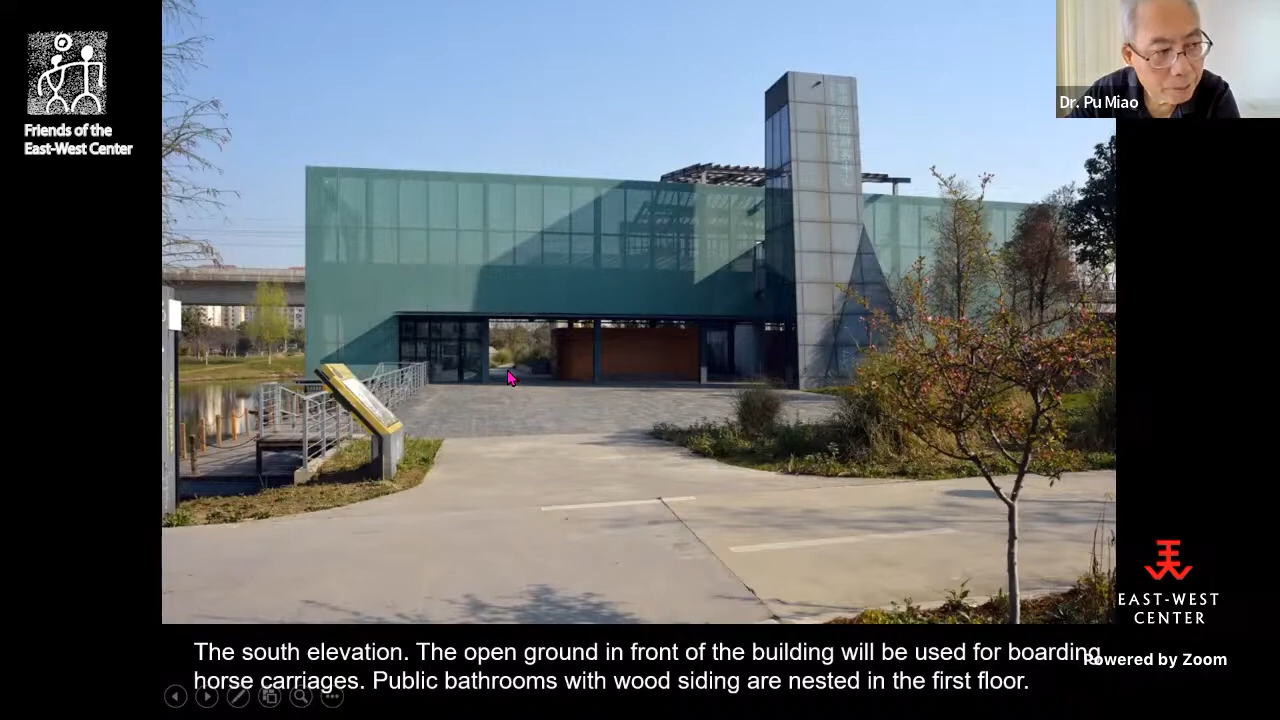 Friends of the
East-West Center
Dr. Pu Miao
EAST-WEST
CENTER
The south elevation. The open ground in front of the building will be used for boarding
horse carriages. Public bathrooms with wood siding are nested in the first floor.
Powered by Zoom